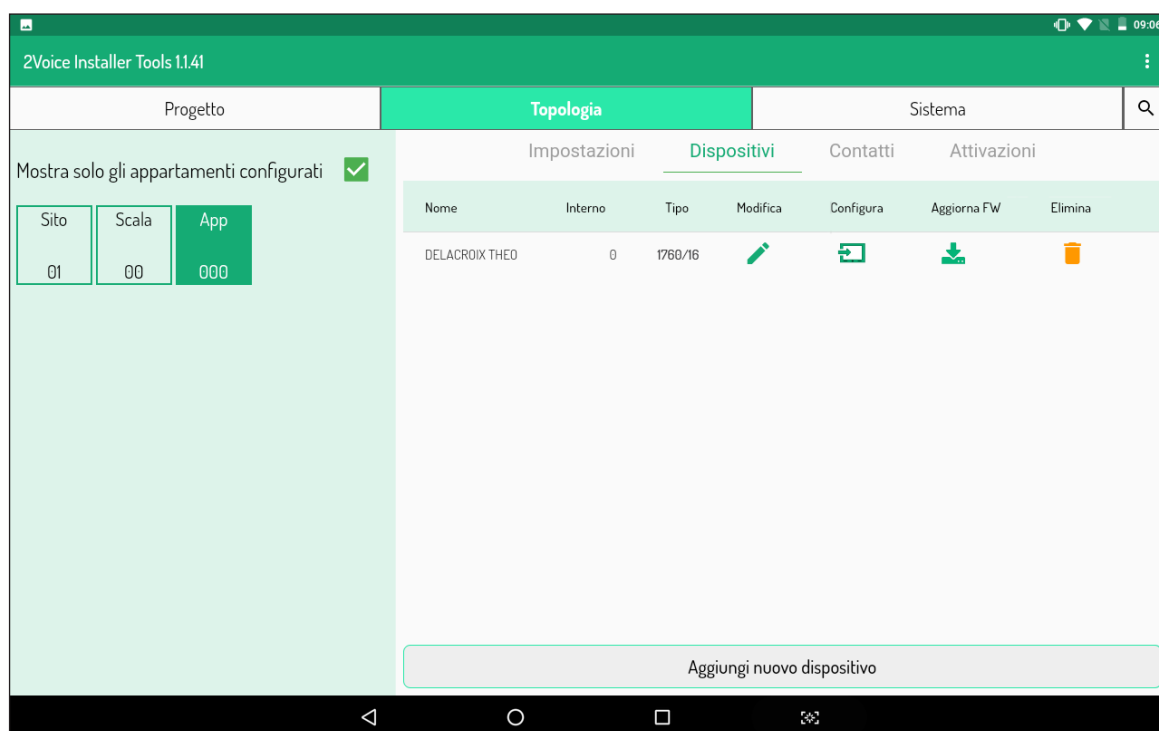 09:06
2Voice Installer Tools 1.1.41
Progetto Topologia Sistema
Impostazioni Dispositivi Contatti Attivazioni
Mostra solo gli appartamenti configurati
Nome Interno Tipo Modifica Configura Aggiorna FW Elimina
Sito Scala App
01 00 000
DELACROIX THEO 0 1760/16
Aggiungi nuovo dispositivo